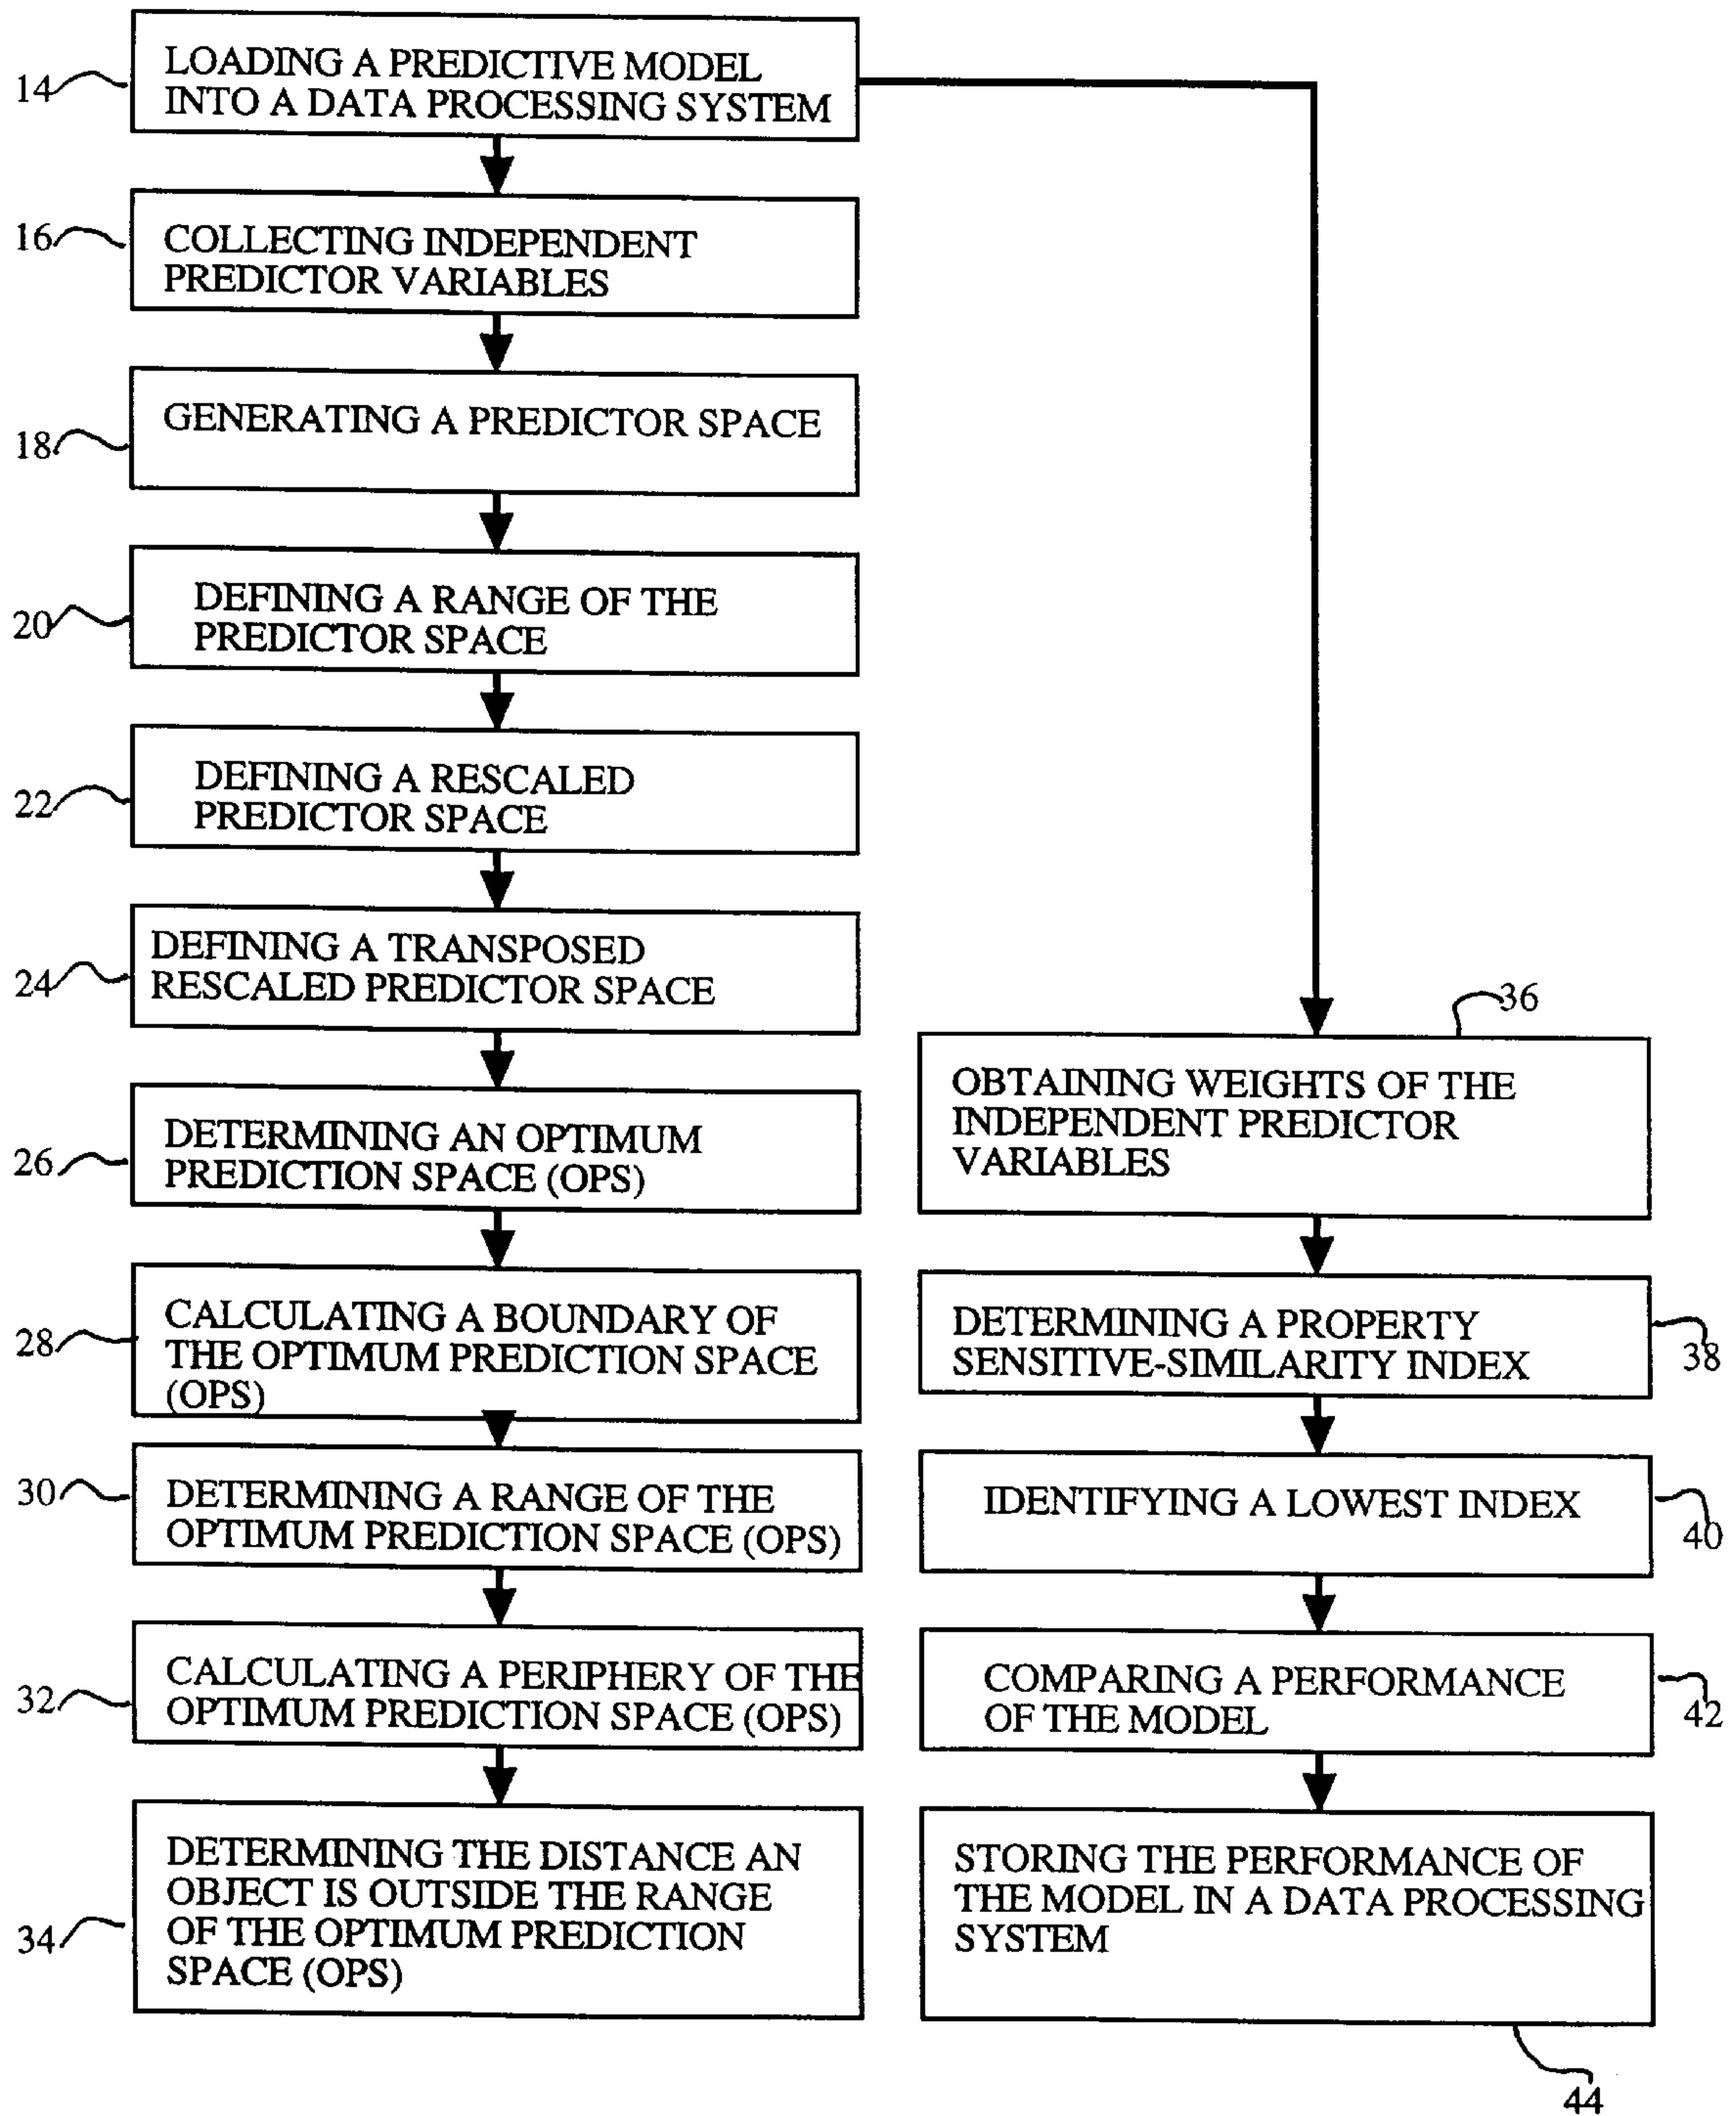 14
LOADING A PREDICTIVE MODEL
INTO A DATA PROCESSING SYSTEM
16
COLLECTING INDEPENDENT
PREDICTOR VARIABLES
18
GENERATING A PREDICTOR SPACE
20
DEFINING A RANGE OF THE
PREDICTOR SPACE
22
DEFINING A RESCALED
PREDICTOR SPACE
24
DEFINING A TRANSPOSED
RESCALED PREDICTOR SPACE
26
DETERMINING AN OPTIMUM
PREDICTION SPACE (OPS)
28
CALCULATING A BOUNDARY OF
THE OPTIMUM PREDICTION SPACE
(OPS)
30
DETERMINING A RANGE OF THE
OPTIMUM PREDICTION SPACE (OPS)
32
CALCULATING A PERIPHERY OF THE
OPTIMUM PREDICTION SPACE (OPS)
34
DETERMINING THE DISTANCE AN
OBJECT IS OUTSIDE THE RANGE
OF THE OPTIMUM PREDICTION
SPACE (OPS)
36
OBTAINING WEIGHTS OF THE
INDEPENDENT PREDICTOR
VARIABLES
DETERMINING A PROPERTY
SENSITIVE-SIMILARITY INDEX
38
IDENTIFYING A LOWEST INDEX
40
COMPARING A PERFORMANCE
OF THE MODEL
42
STORING THE PERFORMANCE OF
THE MODEL IN A DATA PROCESSING
SYSTEM
44